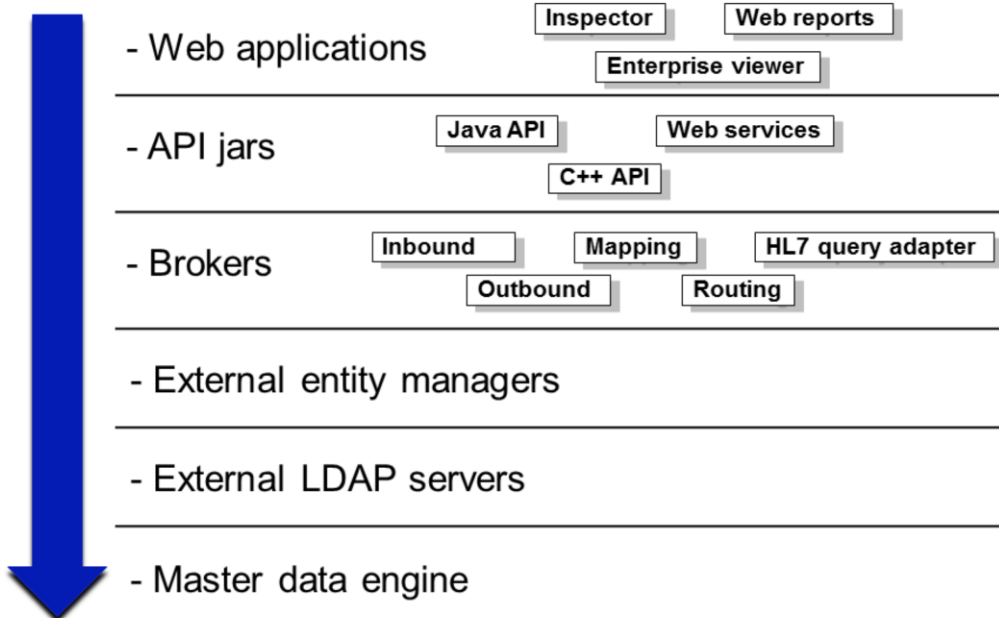 - Web applications
Inspector
Web reports
Enterprise viewer
- API jars
Java API
Web services
C++ API
- Brokers
Inbound
Mapping
HL7 query adapter
Outbound
Routing
- External entity managers
- External LDAP servers
- Master data engine